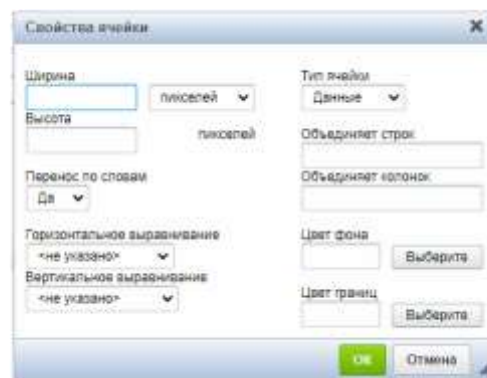 Свойства ячейки
Ширина
пикселей
Высота
пикселей
Перенос по словам
Да
Горизонтальное выравнивание
<не указано>
Вертикальное выравнивание
<не указано>
Тип ячейки
Данные
Объединяет строк
Объединяет колонок
Цвет фона
Выберите
Цвет границ
Выберите
ОК
Отмена